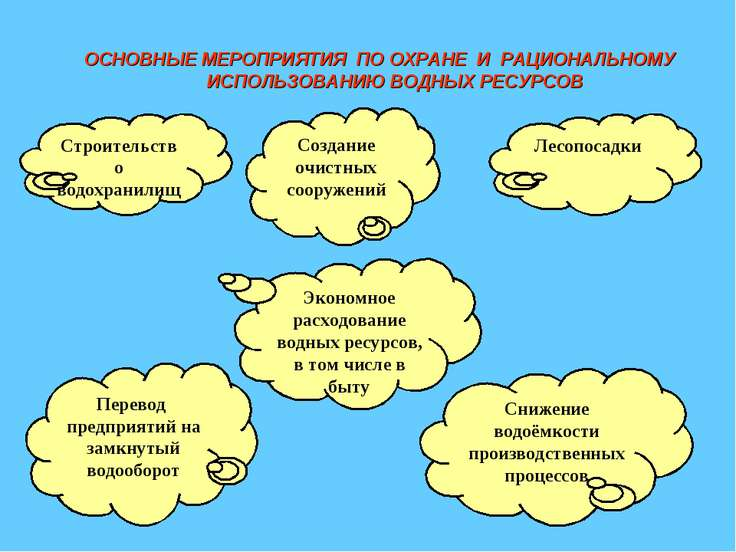 ОСНОВНЫЕ МЕРОПРИЯТИЯ ПО ОХРАНЕ И РАЦИОНАЛЬНОМУ
ИСПОЛЬЗОВАНИЮ ВОДНЫХ РЕСУРСОВ
Строительств
о
водохранилищ
Создание
очистных
сооружений
Лесопосадки
Экономное
расходование
водных ресурсов,
в том числе в
быту
Перевод
предприятий на
замкнутый
водооборот
Снижение
водоёмкости
производственных
процессов